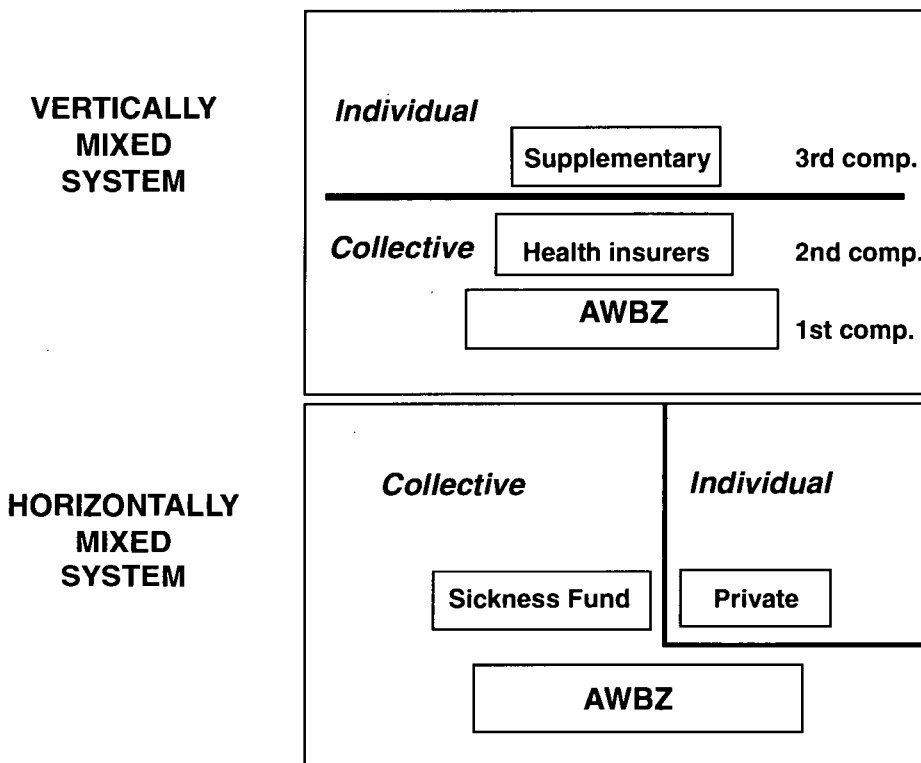 VERTICALLY
MIXED
SYSTEM
Individual
Supplementary
3rd comp.
Collective
Health insurers
2nd comp.
AWBZ
1st comp.
HORIZONTALLY
MIXED
SYSTEM
Collective
Individual
Sickness Fund
Private
AWBZ